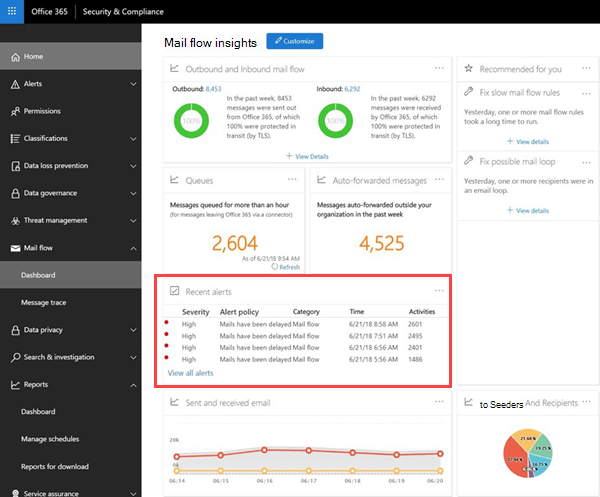 Office 365 Security & Compliance
Home
Alerts
Permissions
Classifications
Data loss prevention
Data governance
Threat management
Mail flow
Dashboard
Message trace
Data privacy
Search & investigation
Reports
Dashboard
Manage schedules
Reports for download
Service assurance
Mail flow insights
Customize
Outbound and Inbound mail flow
Outbound: 8,453
100%
In the past week, 8453
messages were sent out
from Office 365, of which
100% were protected in
transit (by TLS).
Inbound: 6,292
100%
In the past week, 6292
messages were received
by Office 365, of which
100% were protected in
transit (by TLS).
+ View Details
Queues
Messages queued for more than an hour
(for messages leaving Office 365 via a connector)
2,604
As of 6/21/18 9:54 AM
Refresh
Auto-forwarded messages
Messages auto-forwarded outside your
organization in the past week
4,525
Recommended for you
Fix slow mail flow rules
Yesterday, one or more mail flow rules
took a long time to run.
+ View details
Fix possible mail loop
Yesterday, one or more recipients were in
an email loop.
+ View details
Recent alerts
Severity Alert policy Category Time Activities
High Mails have been delayed Mail flow 6/21/18 8:58 AM 2601
High Mails have been delayed Mail flow 6/21/18 7:51 AM 2495
High Mails have been delayed Mail flow 6/21/18 6:56 AM 2401
High Mails have been delayed Mail flow 6/21/18 5:56 AM 1486
View all alerts
Sent and received email
20k
0k
06/14 06/15 06/16 06/17 06/18 06/19 06/20
to Seeders And Recipients
21.68 %
19.25 %
16.73 %
37.94 %